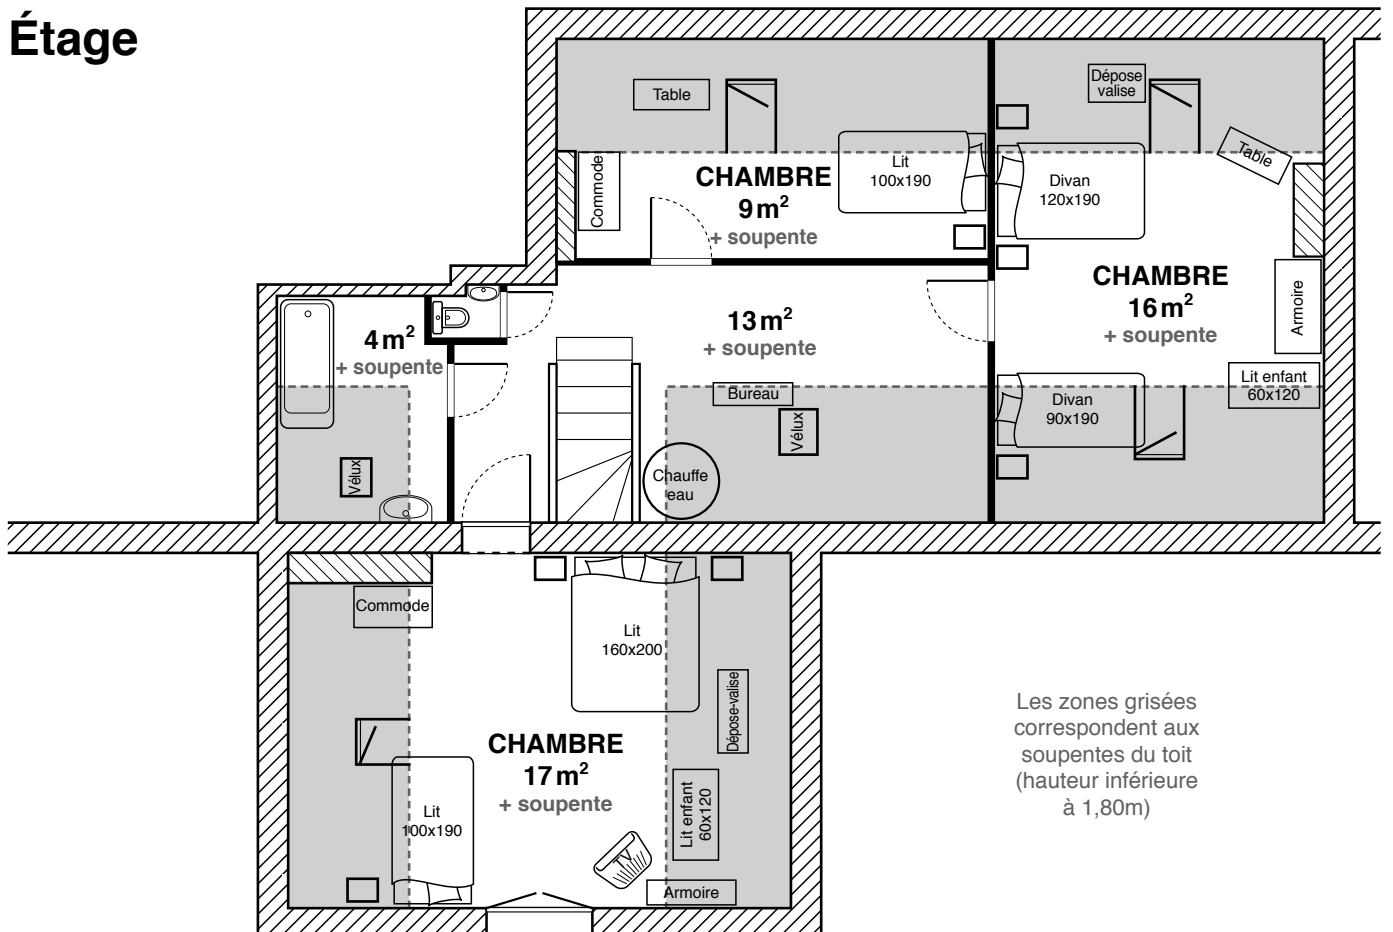 Étage
Table
Dépose
valise
Table
Commode
CHAMBRE
9 m²
+ soupente
Lit
100x190
Divan
120x190
CHAMBRE
16 m²
+ soupente
Armoire
4 m²
+ soupente
13 m²
+ soupente
Bureau
Vélux
Divan
90x190
Lit enfant
60x120
Vélux
Chauffe
eau
Commode
Lit
160x200
Dépose-valise
CHAMBRE
17 m²
+ soupente
Lit
100x190
Lit enfant
60x120
TV
Armoire
Les zones grisées
correspondent aux
soupentes du toit
(hauteur inférieure
à 1,80m)